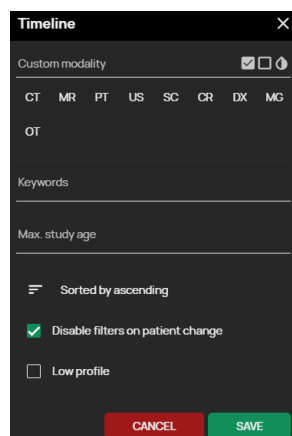 Timeline
Custom modality
CT MR PT US SC CR DX MG
OT
Keywords
Max. study age
Sorted by ascending
Disable filters on patient change
Low profile
CANCEL SAVE